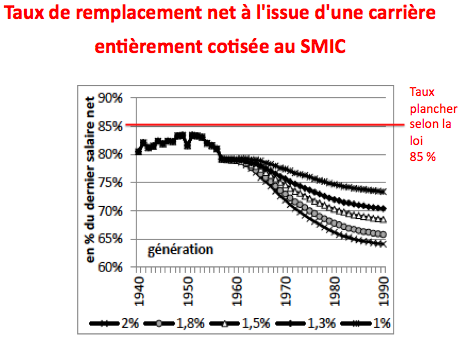 Taux de remplacement net à l'issue d'une carrière
entièrement cotisée au SMIC
90%
85%
80%
75%
70%
65%
60%
en % du dernier salaire net
génération
1940
1950
1960
1970
1980
1990
2%
1,8%
1,5%
1,3%
1%
Taux
plancher
selon la
loi
85 %